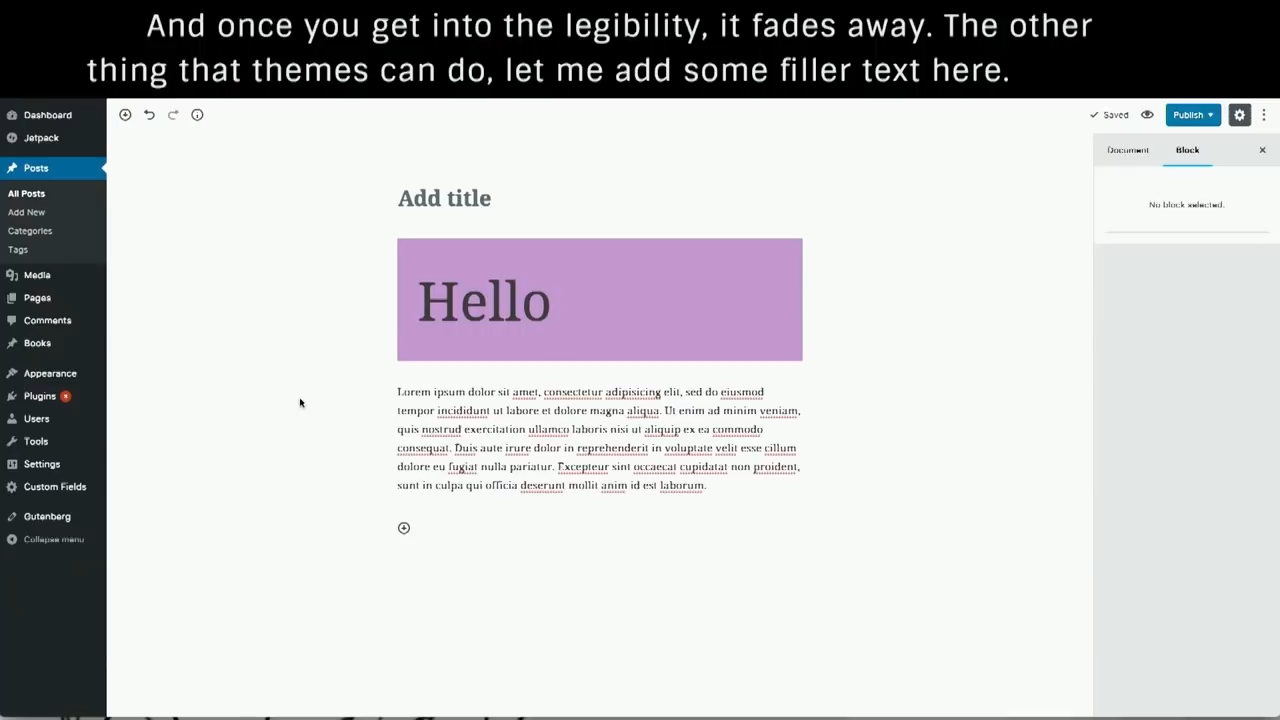 And once you get into the legibility, it fades away. The other
thing that themes can do, let me add some filler text here.
Dashboard
Jetpack
Posts
All Posts
Add New
Categories
Tags
Media
Pages
Comments
Books
Appearance
Plugins
Users
Tools
Settings
Custom Fields
Gutenberg
Collapse menu
Saved
Publish
Document
Block
No block selected.
Add title
Hello
Lorem ipsum dolor sit amet, consectetur adipisicing elit, sed do eiusmod
tempor incididunt ut labore et dolore magna aliqua. Ut enim ad minim veniam,
quis nostrud exercitation ullamco laboris nisi ut aliquip ex ea commodo
consequat. Duis aute irure dolor in reprehenderit in voluptate velit esse cillum
dolore eu fugiat nulla pariatur. Excepteur sint occaecat cupidatat non proident,
sunt in culpa qui officia deserunt mollit anim id est laborum.